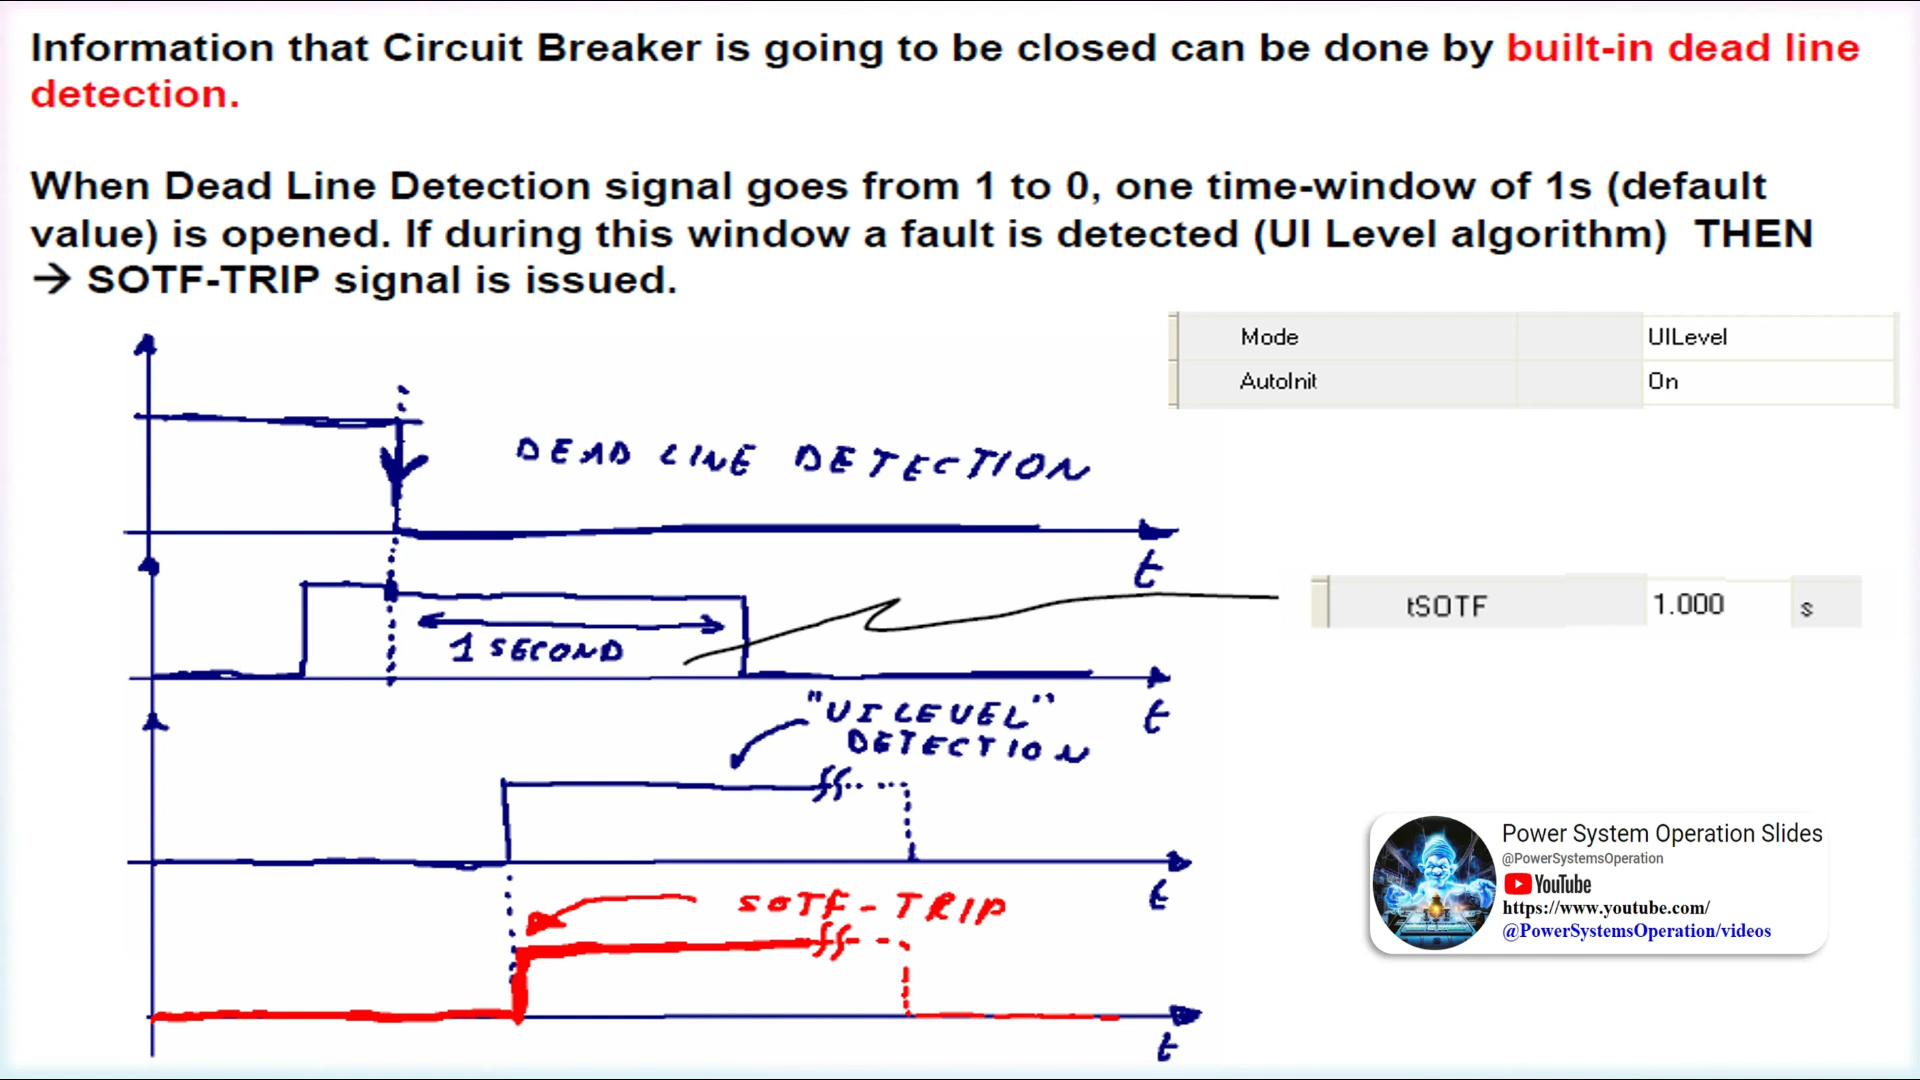 Information that Circuit Breaker is going to be closed can be done by built-in dead line
detection.
When Dead Line Detection signal goes from 1 to 0, one time-window of 1s (default
value) is opened. If during this window a fault is detected (UI Level algorithm)  THEN
→ SOTF-TRIP signal is issued.
Mode UILevel
AutoInit On
DEAD LINE DETECTION
t
tSOTF 1.000 s
1 SECOND
"UI LEVEL"
DETECTION
t
Power System Operation Slides
@PowerSystemsOperation
YouTube
https://www.youtube.com/
@PowerSystemsOperation/videos
t
SOTF-TRIP
t